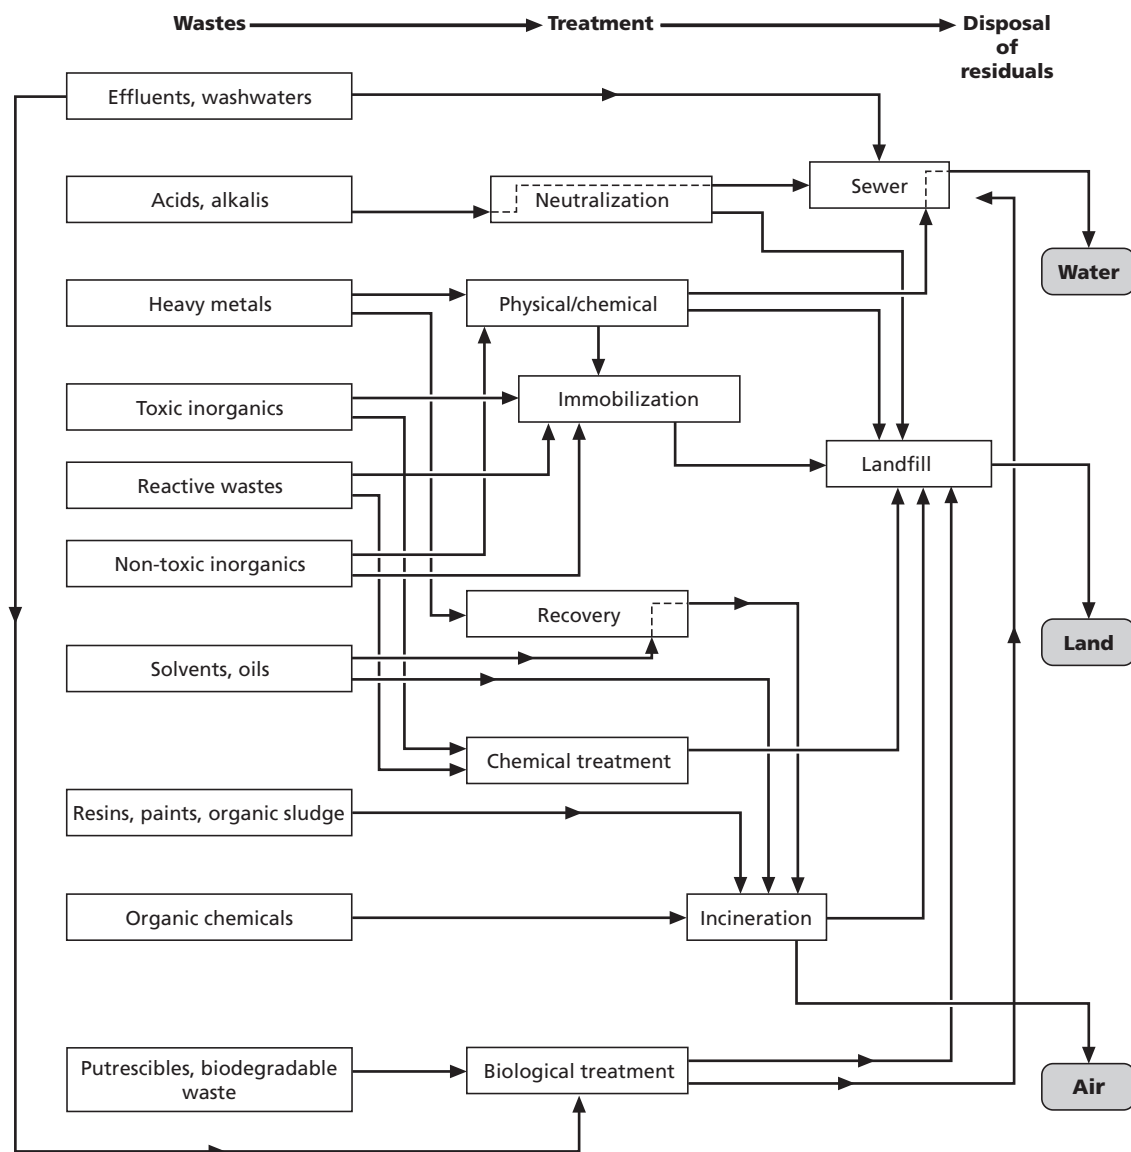 Wastes
Treatment
Disposal
of
residuals
Effluents, washwaters
Sewer
Acids, alkalis
Neutralization
Water
Heavy metals
Physical/chemical
Toxic inorganics
Immobilization
Landfill
Reactive wastes
Non-toxic inorganics
Recovery
Land
Solvents, oils
Chemical treatment
Resins, paints, organic sludge
Organic chemicals
Incineration
Putrescibles, biodegradable
waste
Biological treatment
Air